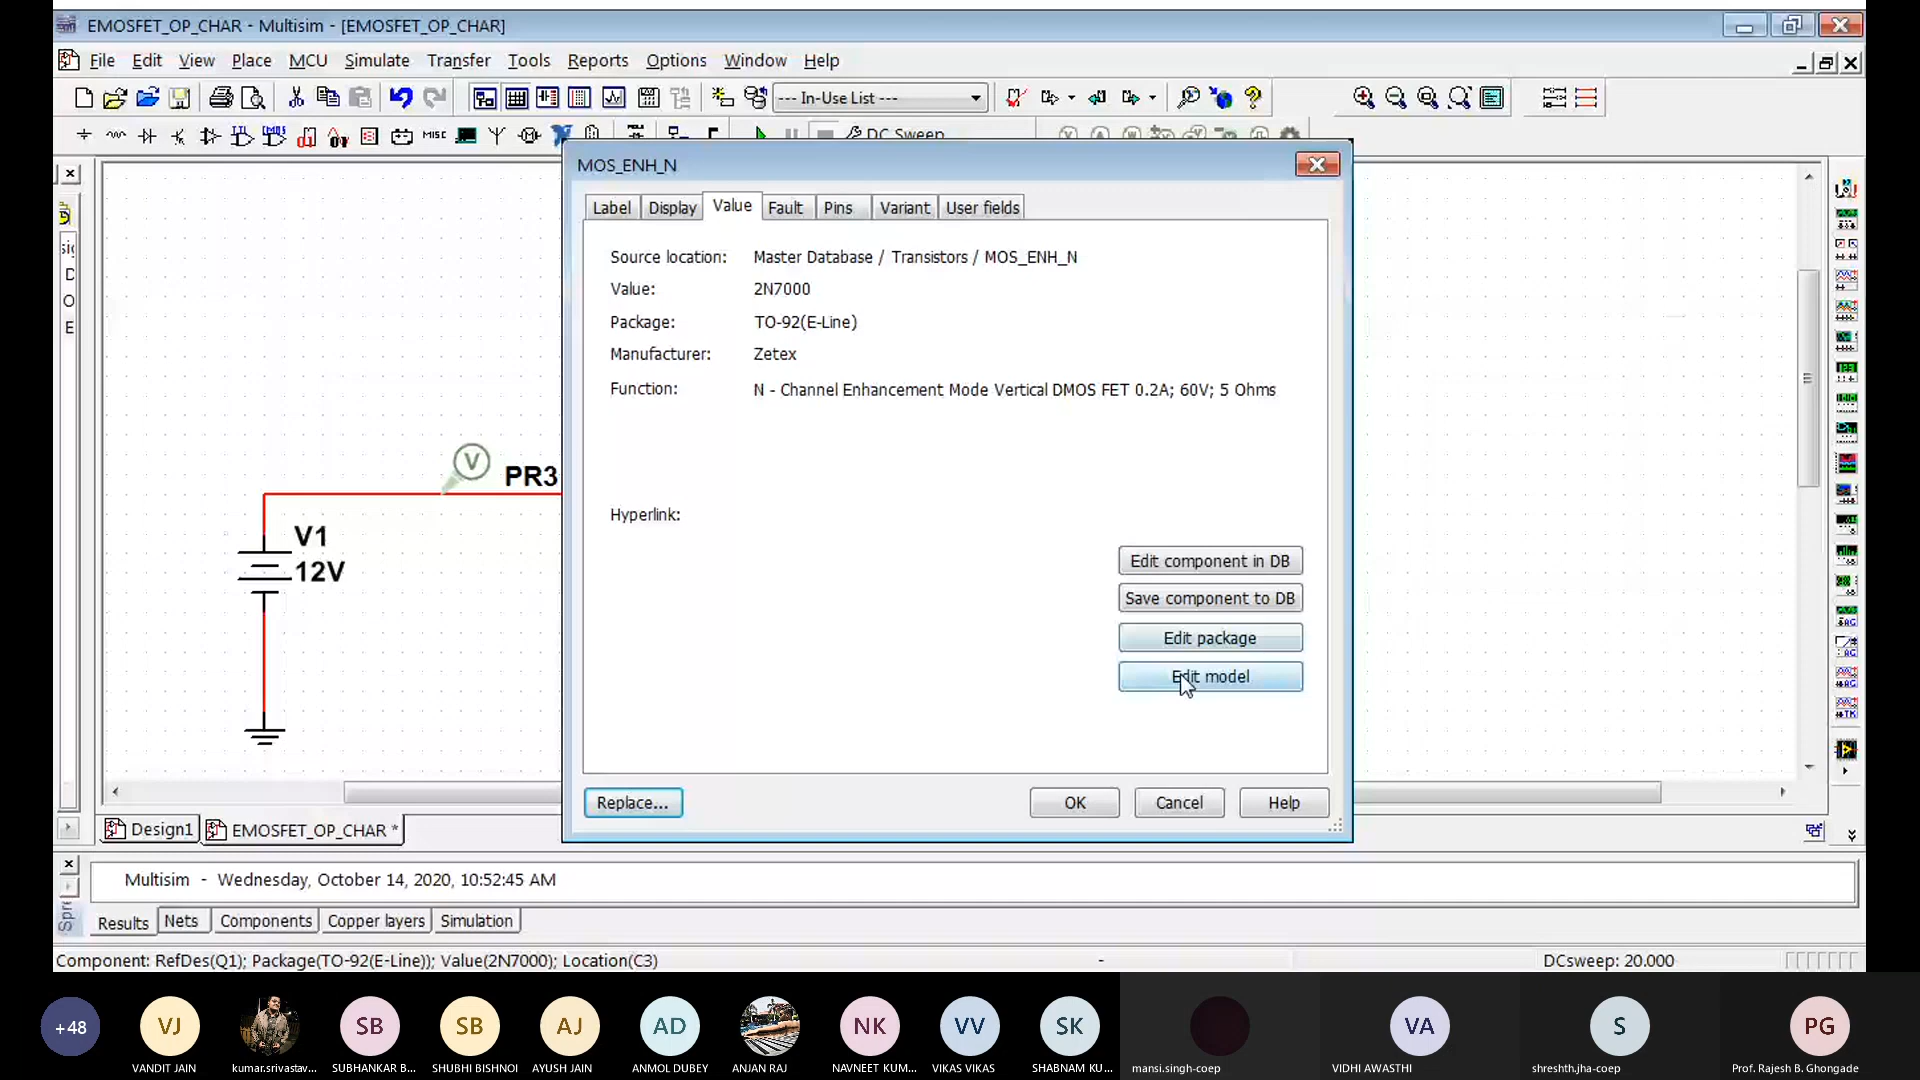 EMOSFET_OP_CHAR - Multisim - [EMOSFET_OP_CHAR]
File Edit View Place MCU Simulate Transfer Tools Reports Options Window Help
--- In-Use List ---
MISC
DC Sweep
MOS_ENH_N
Label Display Value Fault Pins Variant User fields
Source location: Master Database / Transistors / MOS_ENH_N
Value: 2N7000
Package: TO-92(E-Line)
Manufacturer: Zetex
Function: N - Channel Enhancement Mode Vertical DMOS FET 0.2A; 60V; 5 Ohms
Hyperlink:
Edit component in DB
Save component to DB
Edit package
Edit model
Replace... OK Cancel Help
V
PR3
V1
12V
D
O
E
Design1 EMOSFET_OP_CHAR *
Multisim - Wednesday, October 14, 2020, 10:52:45 AM
Results Nets Components Copper layers Simulation
Component: RefDes(Q1); Package(TO-92(E-Line)); Value(2N7000); Location(C3) - DCsweep: 20.000
+48 VJ SB SB AJ AD NK VV SK VA S PG
VANDIT JAIN kumar.srivastav... SUBHANKAR B... SHUBHI BISHNOI AYUSH JAIN ANMOL DUBEY ANJAN RAJ NAVNEET KUM... VIKAS VIKAS SHABNAM KU... mansi.singh-coep VIDHI AWASTHI shreshth.jha-coep Prof. Rajesh B. Ghongade